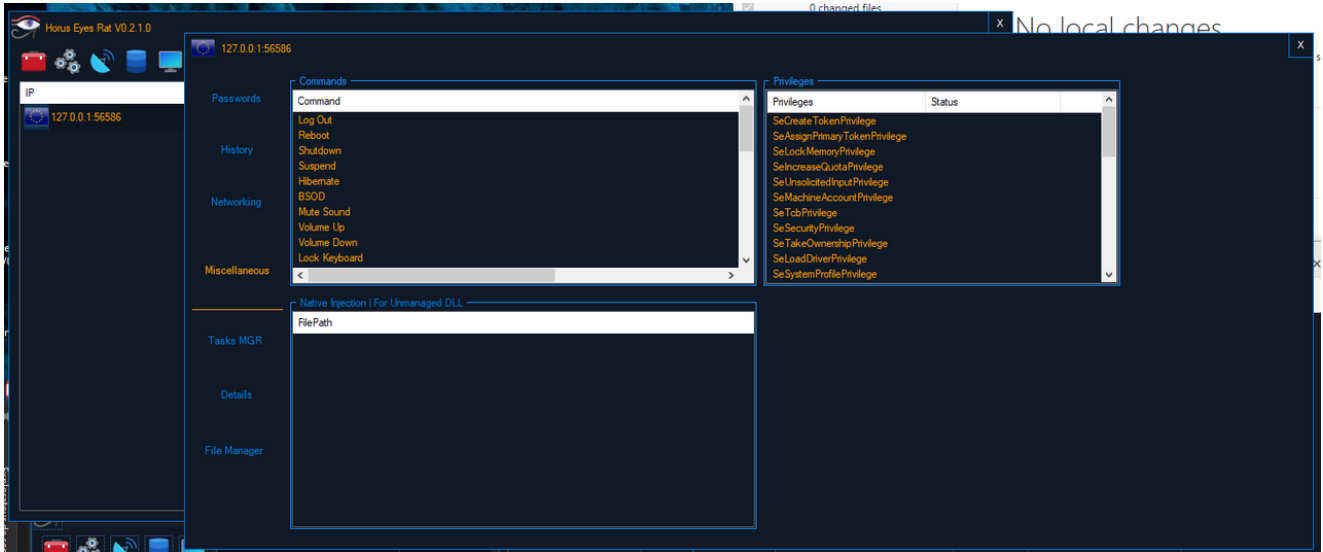 0 changed files
No local changes
Horus Eyes Rat V0.2.1.0
X
127.0.0.1:56586
X
IP
127.0.0.1:56586
Passwords
History
Networking
Miscellaneous
Tasks MGR
Details
File Manager
Commands
Command
Log Out
Reboot
Shutdown
Suspend
Hibernate
BSOD
Mute Sound
Volume Up
Volume Down
Lock Keyboard
Privileges
Privileges Status
SeCreateTokenPrivilege
SeAssignPrimaryTokenPrivilege
SeLockMemoryPrivilege
SeIncreaseQuotaPrivilege
SeUnsolicitedInputPrivilege
SeMachineAccountPrivilege
SeTcbPrivilege
SeSecurityPrivilege
SeTakeOwnershipPrivilege
SeLoadDriverPrivilege
SeSystemProfilePrivilege
Native Injection | For Unmanaged DLL
FilePath